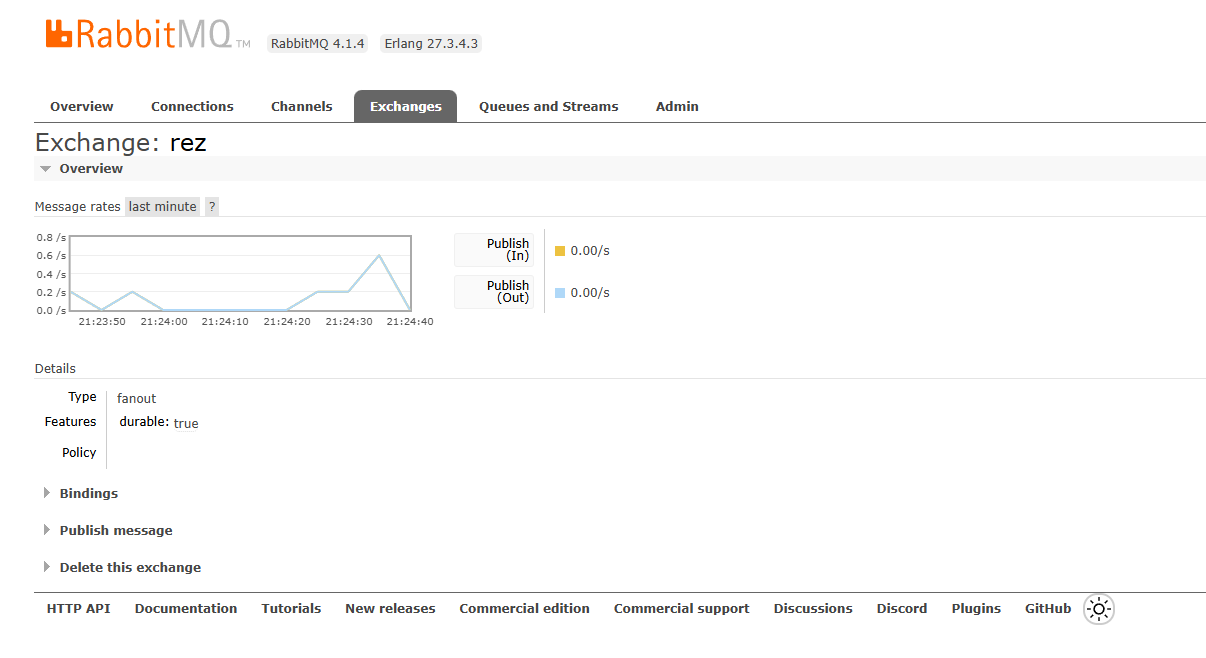 RabbitMQ TM RabbitMQ 4.1.4 Erlang 27.3.4.3
Overview Connections Channels Exchanges Queues and Streams Admin
Exchange: rez
Overview
Message rates last minute ?
0.8 /s
0.6 /s
0.4 /s
0.2 /s
0.0 /s
21:23:50 21:24:00 21:24:10 21:24:20 21:24:30 21:24:40
Publish
(In)
0.00/s
Publish
(Out)
0.00/s
Details
Type fanout
Features durable: true
Policy
Bindings
Publish message
Delete this exchange
HTTP API Documentation Tutorials New releases Commercial edition Commercial support Discussions Discord Plugins GitHub